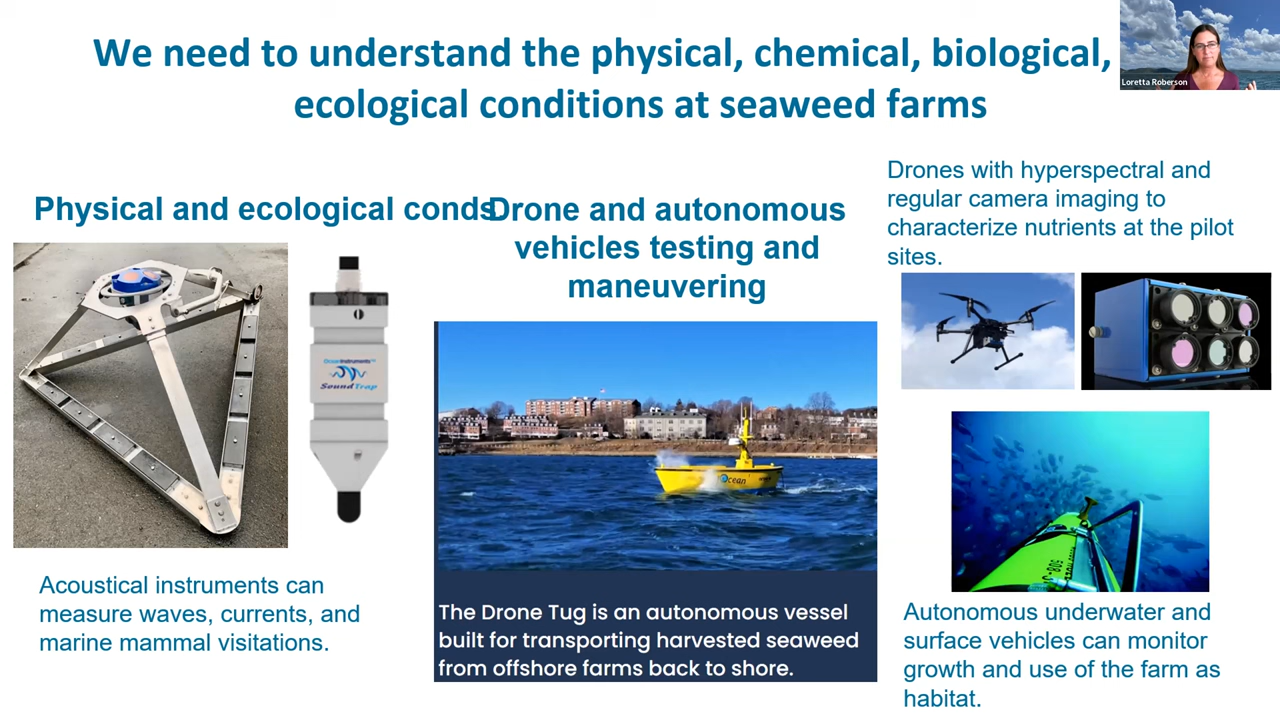 We need to understand the physical, chemical, biological,
ecological conditions at seaweed farms
Loretta Roberson
Physical and ecological conds.
Drone and autonomous
vehicles testing and
maneuvering
Drones with hyperspectral and
regular camera imaging to
characterize nutrients at the pilot
sites.
OceanInstruments
SoundTrap
Ocean
The Drone Tug is an autonomous vessel
built for transporting harvested seaweed
from offshore farms back to shore.
Acoustical instruments can
measure waves, currents, and
marine mammal visitations.
Autonomous underwater and
surface vehicles can monitor
growth and use of the farm as
habitat.